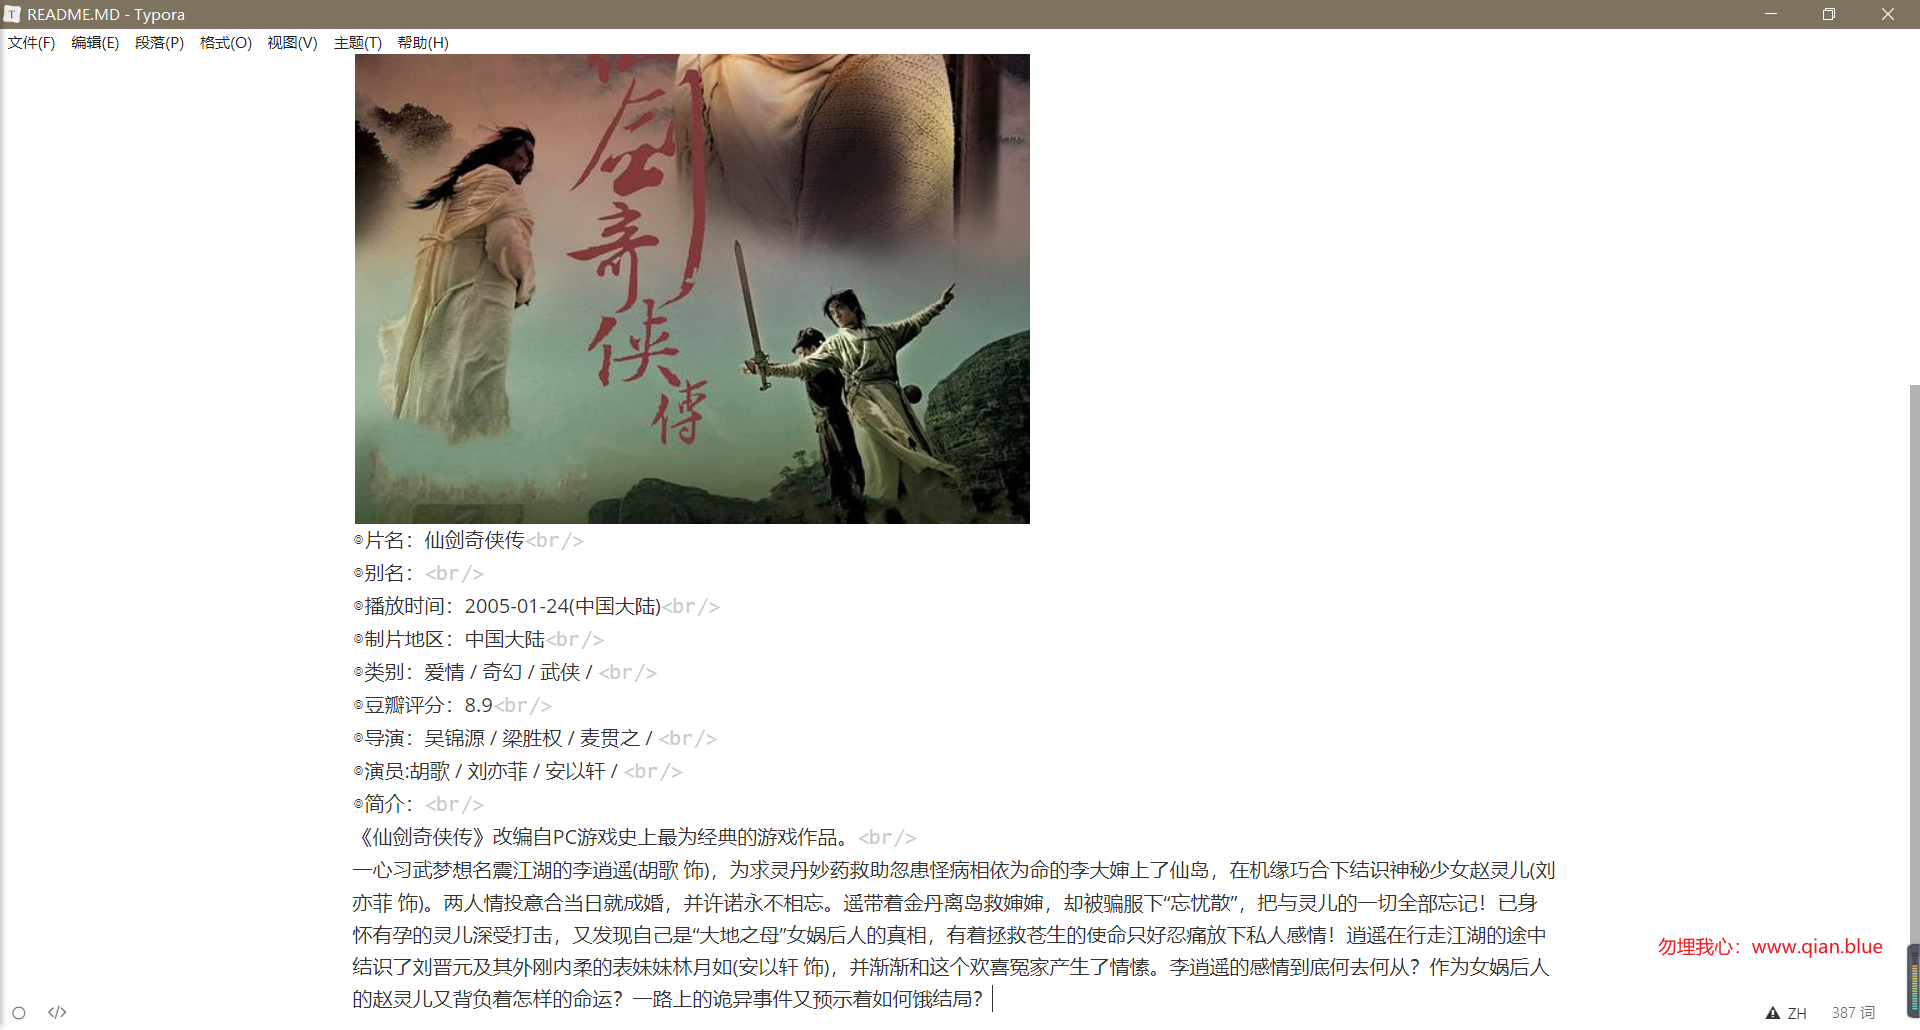 README.MD - Typora
文件(F) 编辑(E) 段落(P) 格式(O) 视图(V) 主题(T) 帮助(H)
剑
奇
侠
傳
◎片名：仙剑奇侠传<br/>
◎别名：<br/>
◎播放时间：2005-01-24(中国大陆)<br/>
◎制片地区：中国大陆<br/>
◎类别：爱情 / 奇幻 / 武侠 / <br/>
◎豆瓣评分：8.9<br/>
◎导演：吴锦源 / 梁胜权 / 麦贯之 / <br/>
◎演员:胡歌 / 刘亦菲 / 安以轩 / <br/>
◎简介：<br/>
《仙剑奇侠传》改编自PC游戏史上最为经典的游戏作品。<br/>
一心习武梦想名震江湖的李逍遥(胡歌 饰)，为求灵丹妙药救助忽患怪病相依为命的李大婶上了仙岛，在机缘巧合下结识神秘少女赵灵儿(刘
亦菲 饰)。两人情投意合当日就成婚，并许诺永不相忘。遥带着金丹离岛救婶婶，却被骗服下“忘忧散”，把与灵儿的一切全部忘记！已身
怀有孕的灵儿深受打击，又发现自己是“大地之母”女娲后人的真相，有着拯救苍生的使命只好忍痛放下私人感情！逍遥在行走江湖的途中
结识了刘晋元及其外刚内柔的表妹妹林月如(安以轩 饰)，并渐渐和这个欢喜冤家产生了情愫。李逍遥的感情到底何去何从？作为女娲后人
的赵灵儿又背负着怎样的命运？一路上的诡异事件又预示着如何饿结局？
勿埋我心：www.qian.blue
</> ZH 387 词